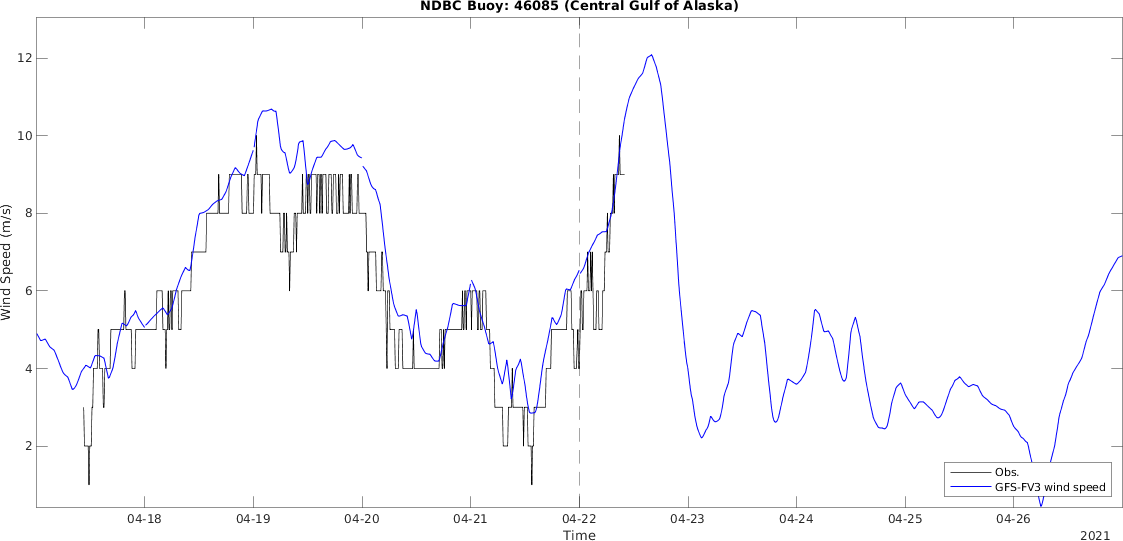 NDBC Buoy: 46085 (Central Gulf of Alaska)
Wind Speed (m/s)
12
10
8
6
4
2
Obs.
GFS-FV3 wind speed
04-18 04-19 04-20 04-21 04-22 04-23 04-24 04-25 04-26
Time
2021